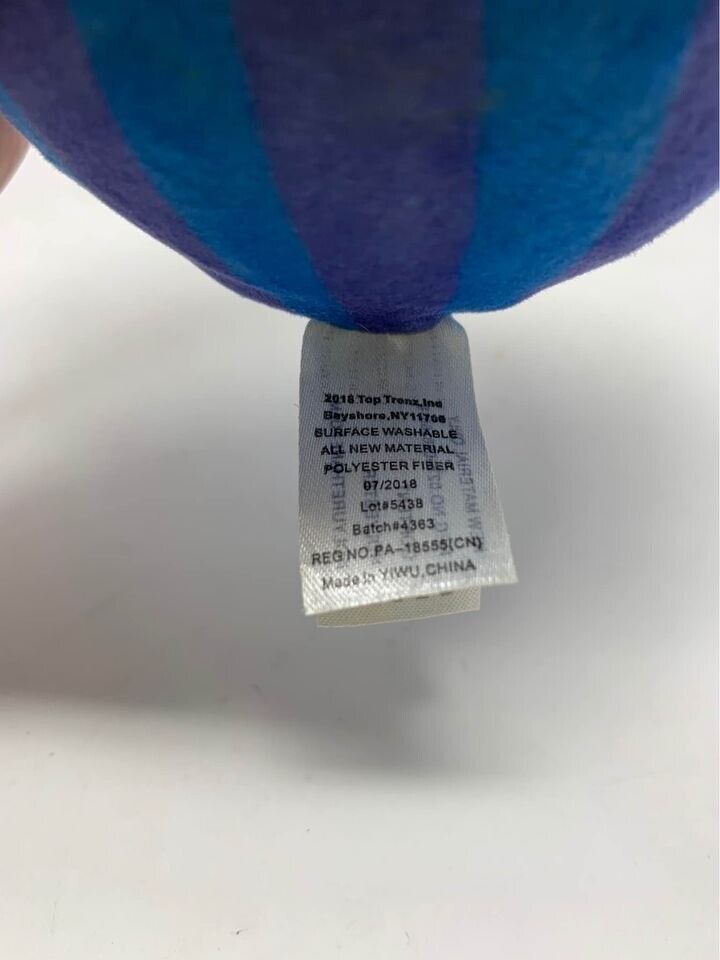 2018 Top Trenz,Inc
Bayshore,NY11706
SURFACE WASHABLE
ALL NEW MATERIAL
POLYESTER FIBER
07/2018
Lot#5438
Batch#4363
REG NO.PA-18555(CN)
Made in YIWU,CHINA